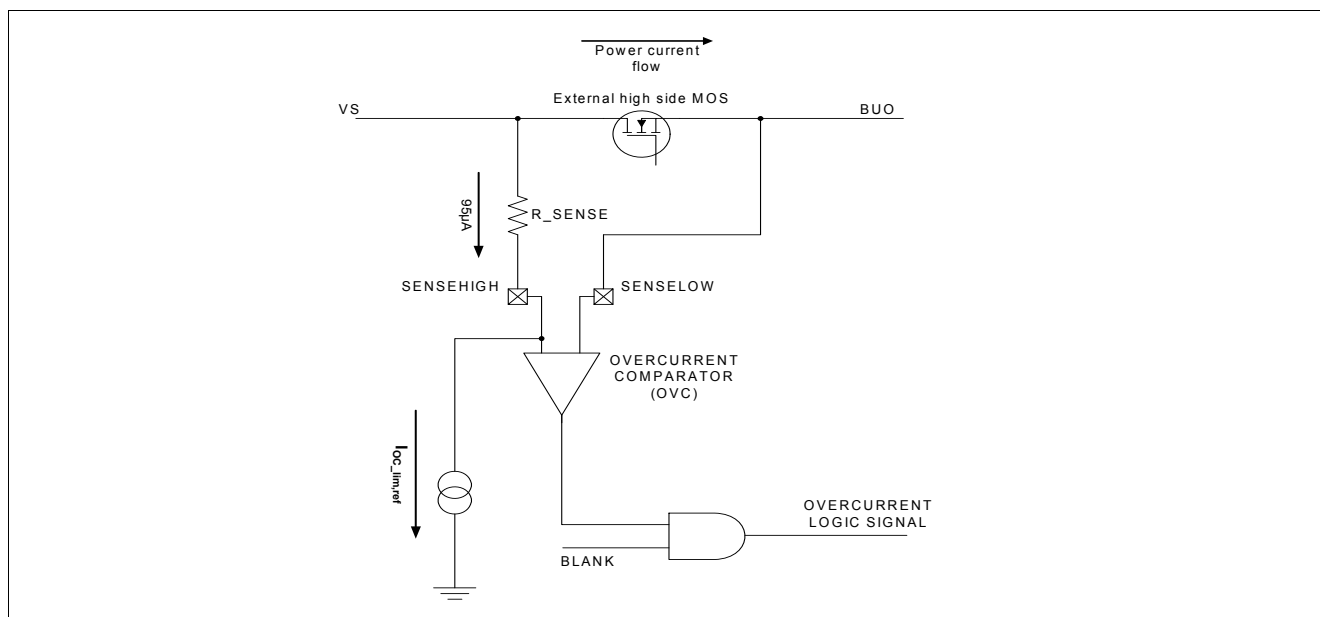 Power current
flow
External high side MOS
VS
BUO
95µA
R_SENSE
SENSEHIGH
SENSELOW
OVERCURRENT
COMPARATOR
(OVC)
IOC_lim,ref
OVERCURRENT
LOGIC SIGNAL
BLANK